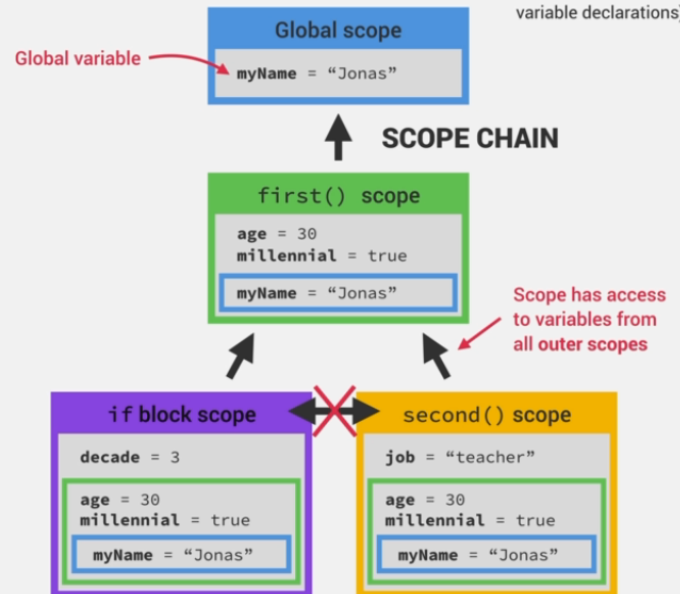 variable declarations)
Global scope
Global variable
myName = “Jonas”
SCOPE CHAIN
first() scope
age = 30
millennial = true
myName = “Jonas”
Scope has access
to variables from
all outer scopes
if block scope
decade = 3
age = 30
millennial = true
myName = “Jonas”
second() scope
job = “teacher”
age = 30
millennial = true
myName = “Jonas”